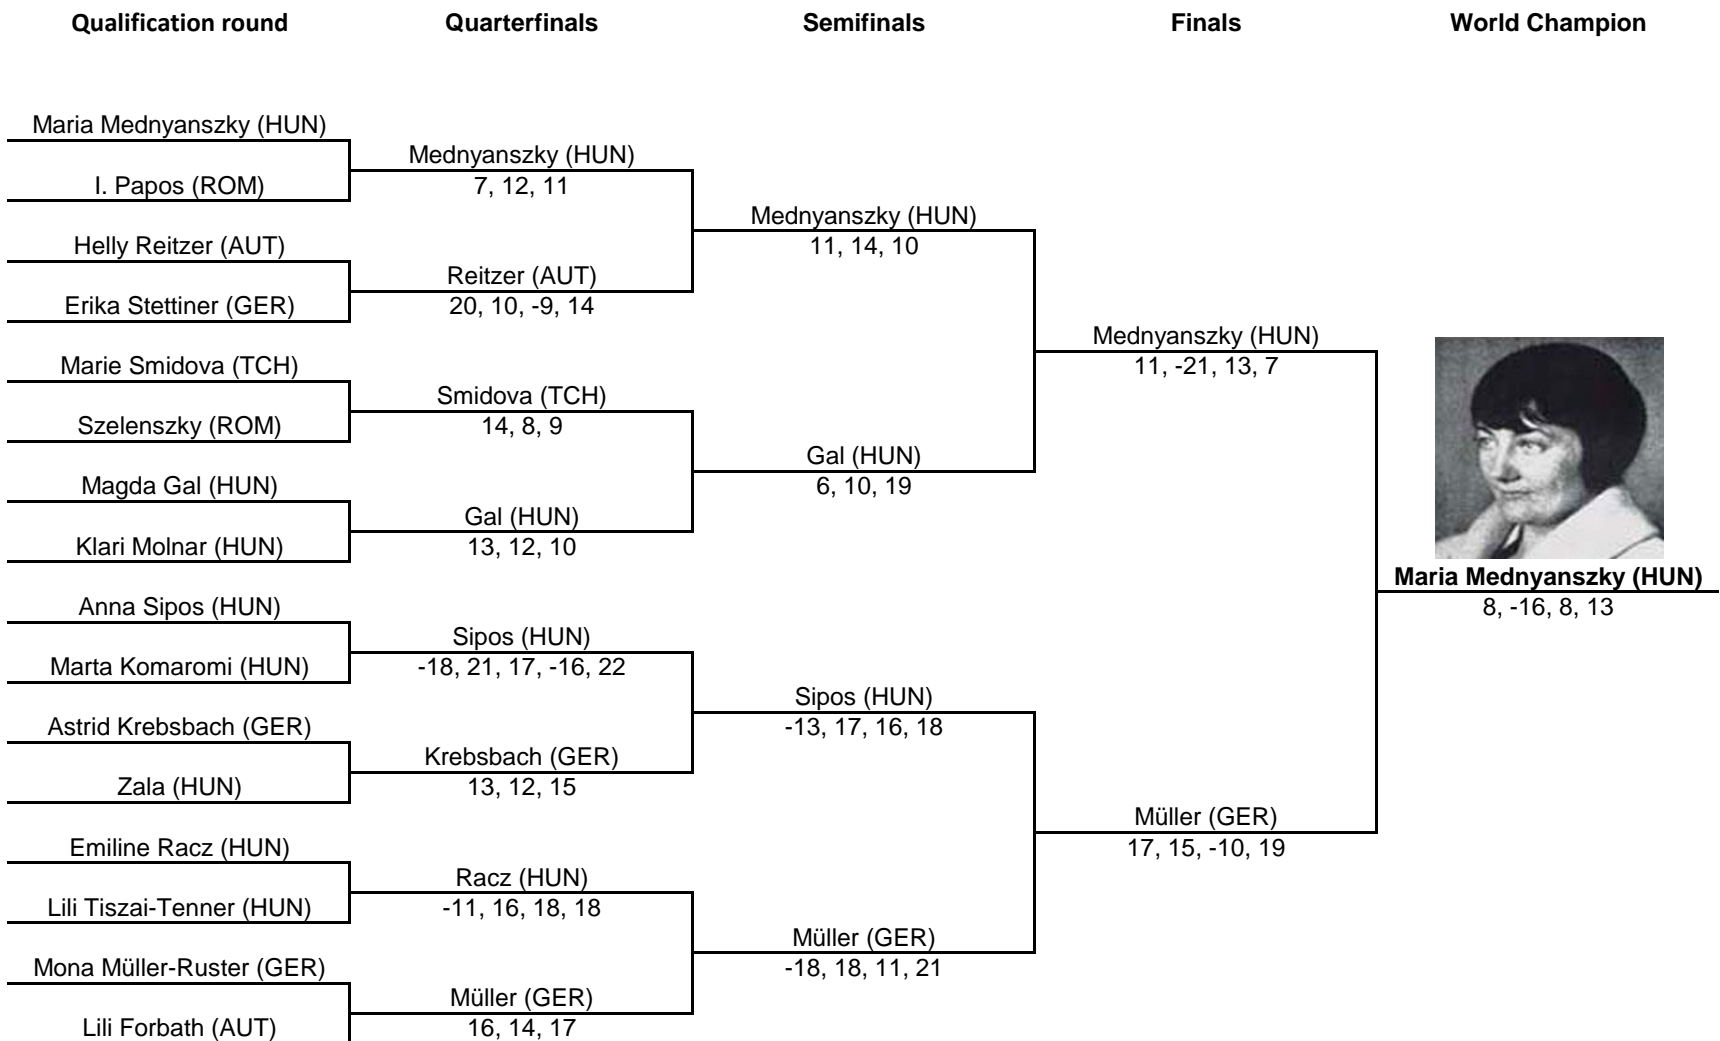 Qualification round
Quarterfinals
Semifinals
Finals
World Champion
Maria Mednyanszky (HUN)
I. Papos (ROM)
Helly Reitzer (AUT)
Erika Stettiner (GER)
Marie Smidova (TCH)
Szelenszky (ROM)
Magda Gal (HUN)
Klari Molnar (HUN)
Anna Sipos (HUN)
Marta Komaromi (HUN)
Astrid Krebsbach (GER)
Zala (HUN)
Emiline Racz (HUN)
Lili Tiszai-Tenner (HUN)
Mona Müller-Ruster (GER)
Lili Forbath (AUT)
Mednyanszky (HUN)
7, 12, 11
Reitzer (AUT)
20, 10, -9, 14
Smidova (TCH)
14, 8, 9
Gal (HUN)
13, 12, 10
Sipos (HUN)
-18, 21, 17, -16, 22
Krebsbach (GER)
13, 12, 15
Racz (HUN)
-11, 16, 18, 18
Müller (GER)
16, 14, 17
Mednyanszky (HUN)
11, 14, 10
Gal (HUN)
6, 10, 19
Sipos (HUN)
-13, 17, 16, 18
Müller (GER)
-18, 18, 11, 21
Mednyanszky (HUN)
11, -21, 13, 7
Müller (GER)
17, 15, -10, 19
Maria Mednyanszky (HUN)
8, -16, 8, 13